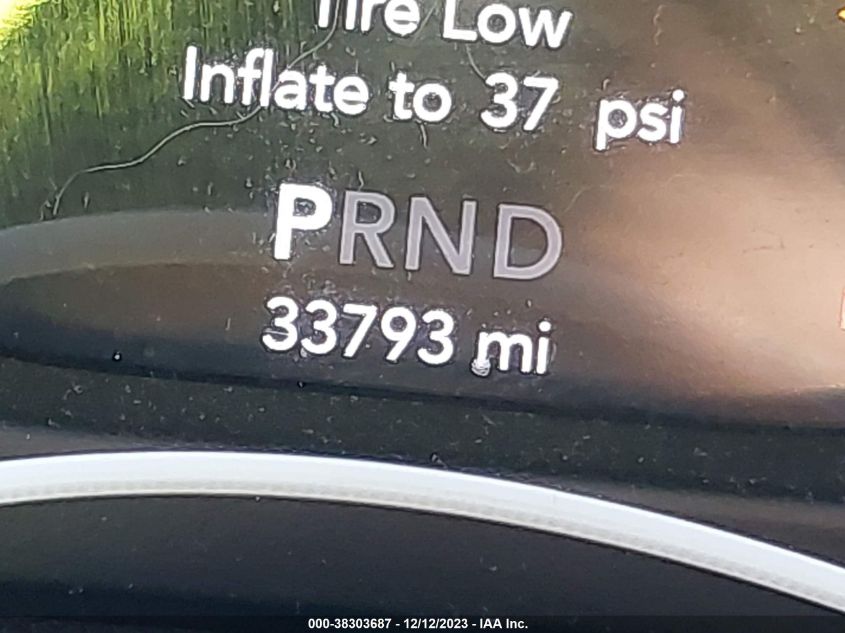 Tire Low
Inflate to 37 psi
PRND
33793 mi
000-38303687 - 12/12/2023 - IAA Inc.